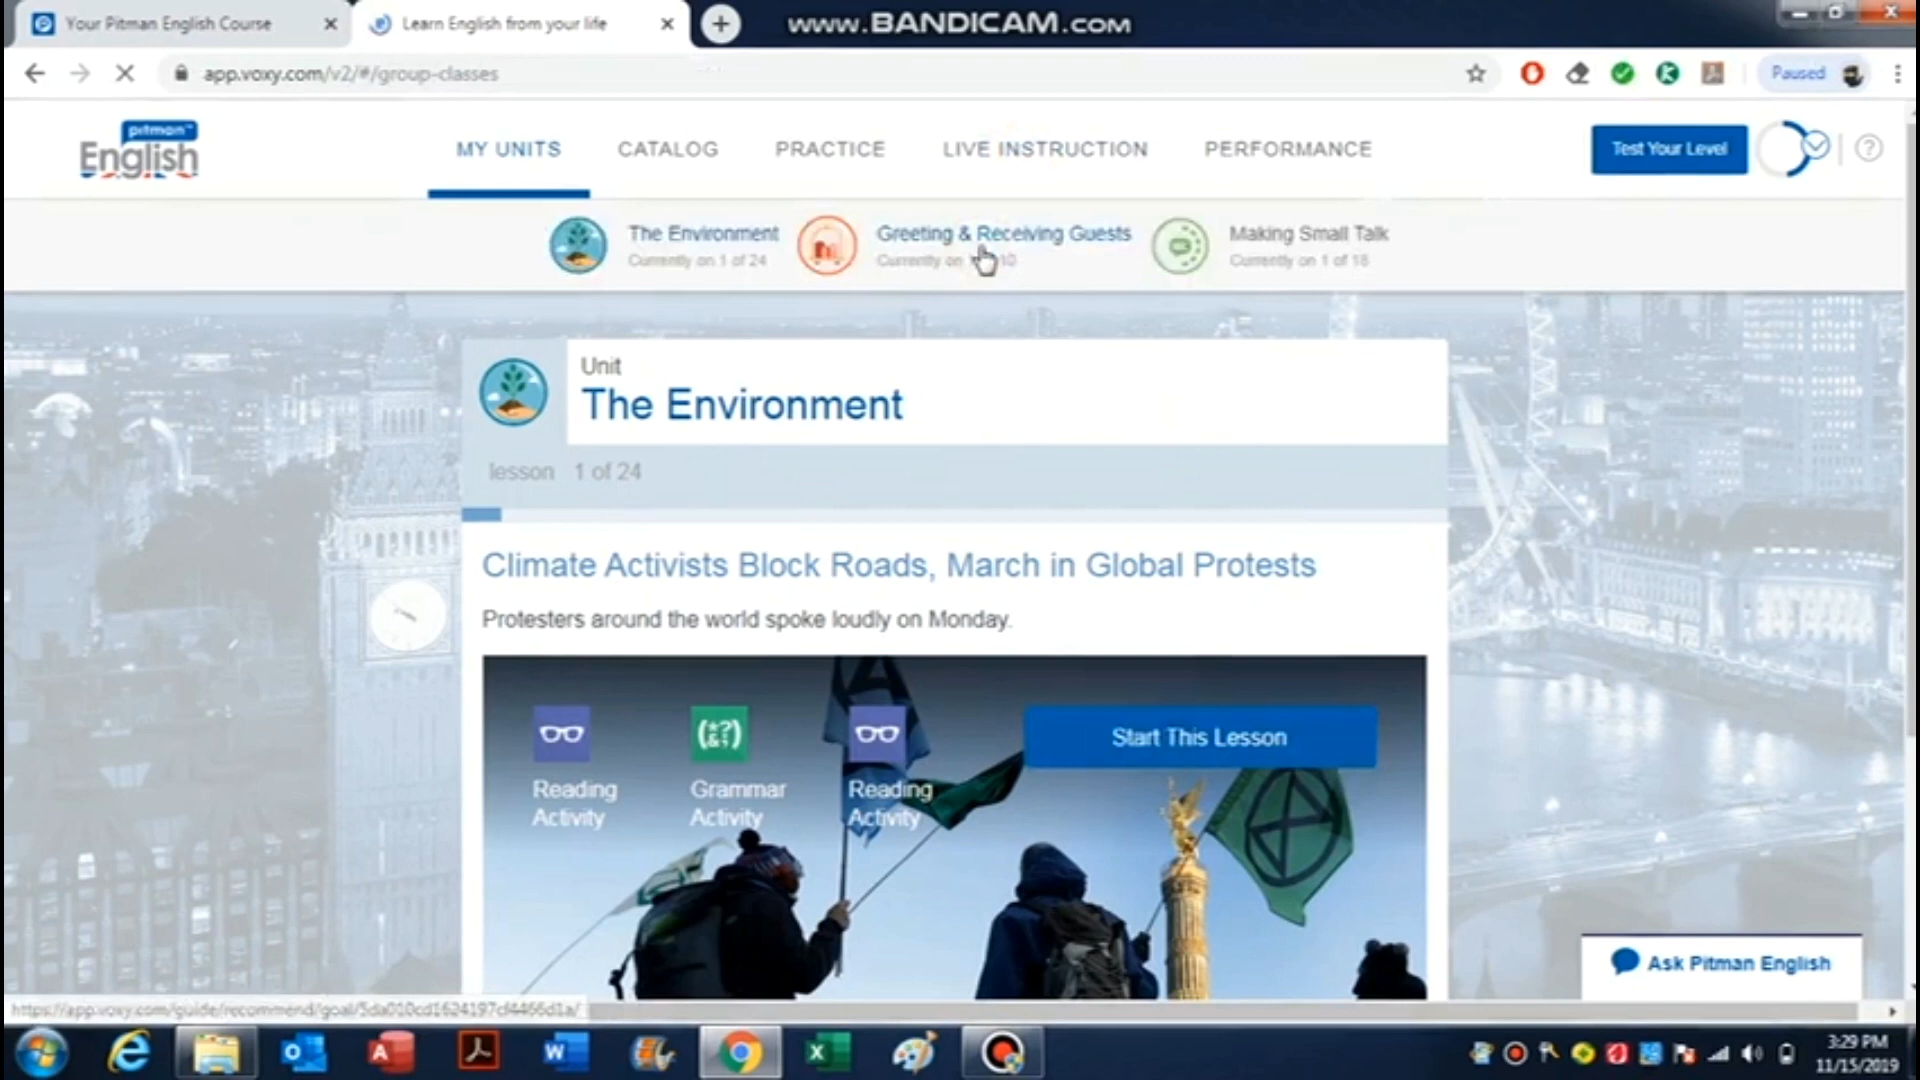 Your Pitman English Course
Learn English from your life
www.BANDICAM.com
app.voxy.com/v2/#/group-classes
Paused
pitman™
English
MY UNITS
CATALOG
PRACTICE
LIVE INSTRUCTION
PERFORMANCE
Test Your Level
The Environment
Currently on 1 of 24
Greeting & Receiving Guests
Currently on 10
Making Small Talk
Currently on 1 of 18
Unit
The Environment
lesson 1 of 24
Climate Activists Block Roads, March in Global Protests
Protesters around the world spoke loudly on Monday.
Reading
Activity
Grammar
Activity
Reading
Activity
Start This Lesson
Ask Pitman English
3:29 PM
11/15/2019